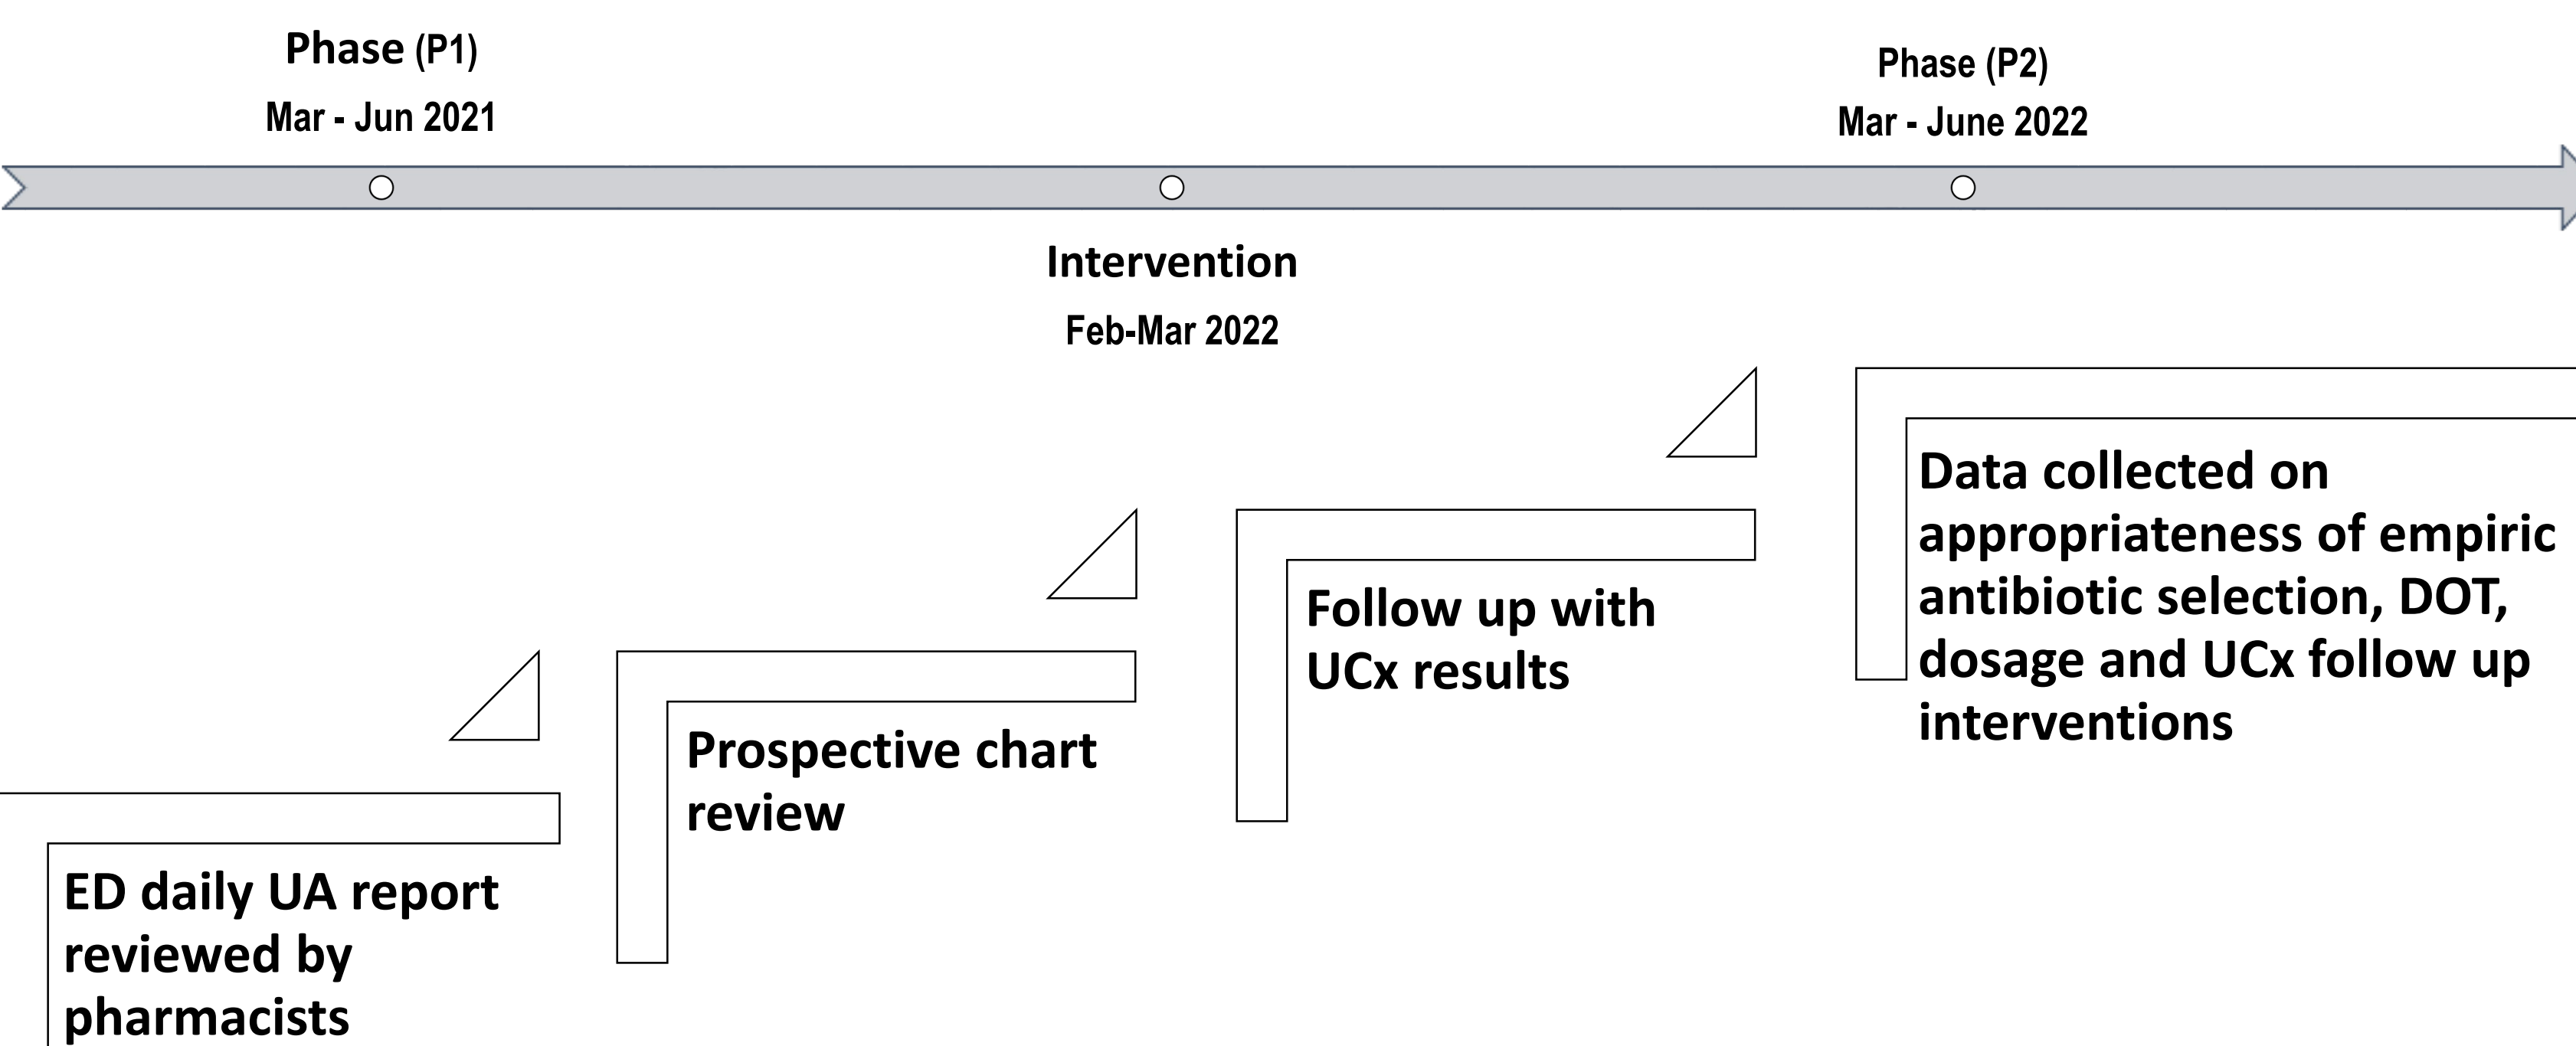 Phase (P1)
Mar - Jun 2021
Phase (P2)
Mar - June 2022
Intervention
Feb-Mar 2022
ED daily UA report
reviewed by
pharmacists
Prospective chart
review
Follow up with
UCx results
Data collected on
appropriateness of empiric
antibiotic selection, DOT,
dosage and UCx follow up
interventions